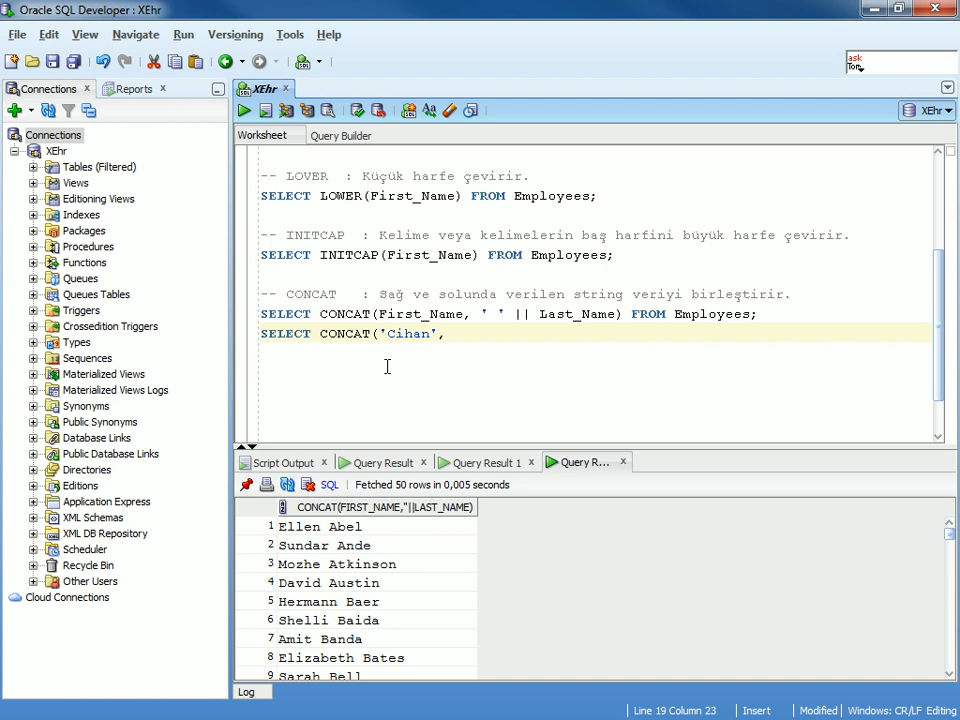 Oracle SQL Developer : XEhr
File Edit View Navigate Run Versioning Tools Help
ask
Tom
Connections x Reports x
XEhr x
XEhr
Worksheet Query Builder
Connections
XEhr
Tables (Filtered)
Views
Editioning Views
Indexes
Packages
Procedures
Functions
Queues
Queues Tables
Triggers
Crossedition Triggers
Types
Sequences
Materialized Views
Materialized Views Logs
Synonyms
Public Synonyms
Database Links
Public Database Links
Directories
Editions
Application Express
XML Schemas
XML DB Repository
Scheduler
Recycle Bin
Other Users
Cloud Connections
-- LOVER : Küçük harfe çevirir.
SELECT LOWER(First_Name) FROM Employees;
-- INITCAP : Kelime veya kelimelerin baş harfini büyük harfe çevirir.
SELECT INITCAP(First_Name) FROM Employees;
-- CONCAT : Sağ ve solunda verilen string veriyi birleştirir.
SELECT CONCAT(First_Name, ' ' || Last_Name) FROM Employees;
SELECT CONCAT('Cihan',
Script Output x Query Result x Query Result 1 x Query R... x
SQL Fetched 50 rows in 0,005 seconds
CONCAT(FIRST_NAME,''||LAST_NAME)
1 Ellen Abel
2 Sundar Ande
3 Mozhe Atkinson
4 David Austin
5 Hermann Baer
6 Shelli Baida
7 Amit Banda
8 Elizabeth Bates
9 Sarah Bell
Log
Line 19 Column 23 Insert Modified Windows: CR/LF Editing